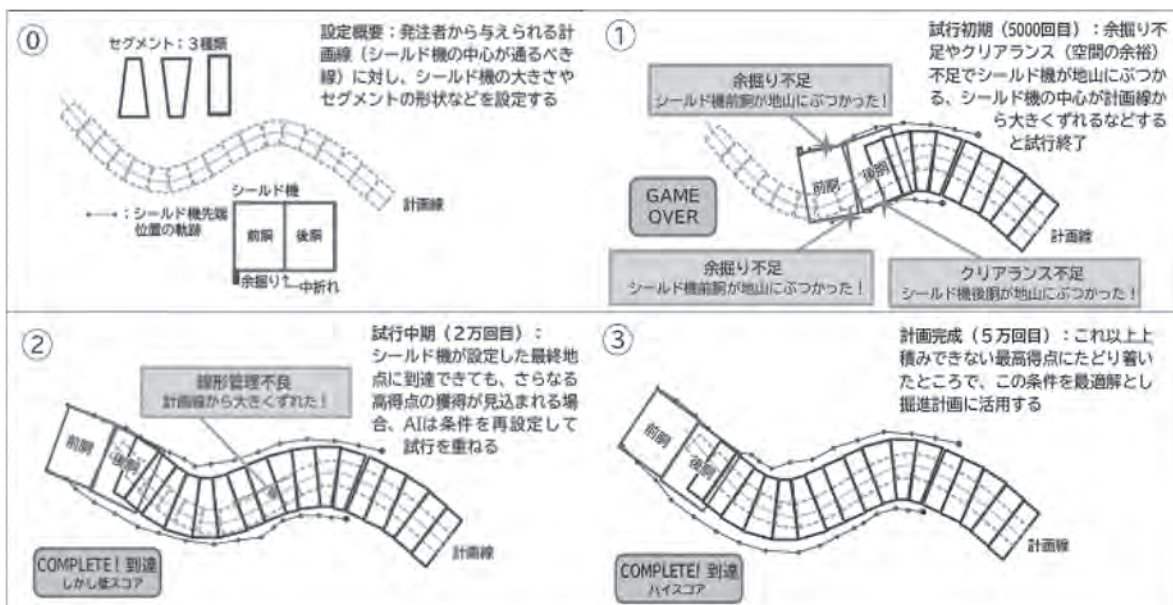 ⓪
セグメント:3種類
設定概要:発注者から与えられる計
画線(シールド機の中心が通るべき
線)に対し、シールド機の大きさや
セグメントの形状などを設定する
シールド機
前胴
後胴
計画線
:シールド機先端
位置の軌跡
余掘り
中折れ
①
試行初期(5000回目):余掘り不
足やクリアランス(空間の余裕)
不足でシールド機が地山にぶつか
る、シールド機の中心が計画線か
ら大きくずれるなどする
と試行終了
余掘り不足
シールド機前胴が地山にぶつかった!
前胴
後胴
GAME
OVER
計画線
余掘り不足
シールド機前胴が地山にぶつかった!
クリアランス不足
シールド機後胴が地山にぶつかった!
②
試行中期(2万回目):
シールド機が設定した最終地
点に到達できても、さらなる
高得点の獲得が見込まれる場
合、AIは条件を再設定して
試行を重ねる
線形管理不良
計画線から大きくずれた!
前胴
後胴
計画線
COMPLETE!到達
しかし低スコア
③
計画完成(5万回目):これ以上上
積みできない最高得点にたどり着い
たところで、この条件を最適解とし
掘進計画に活用する
前胴
後胴
計画線
COMPLETE!到達
ハイスコア